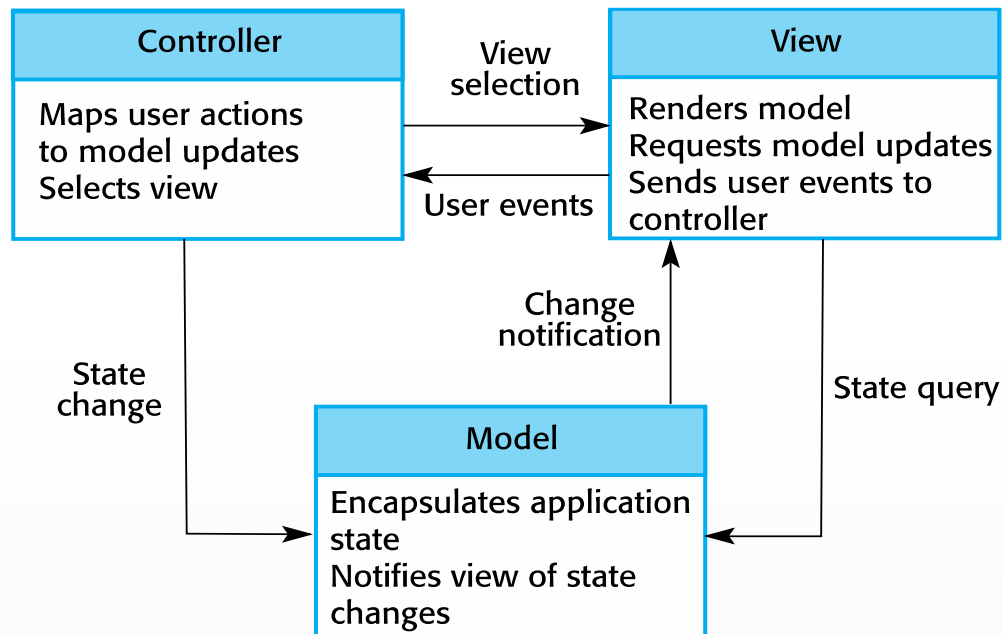 Controller
Maps user actions
to model updates
Selects view
View
selection
User events
View
Renders model
Requests model updates
Sends user events to
controller
State
change
Change
notification
State query
Model
Encapsulates application
state
Notifies view of state
changes